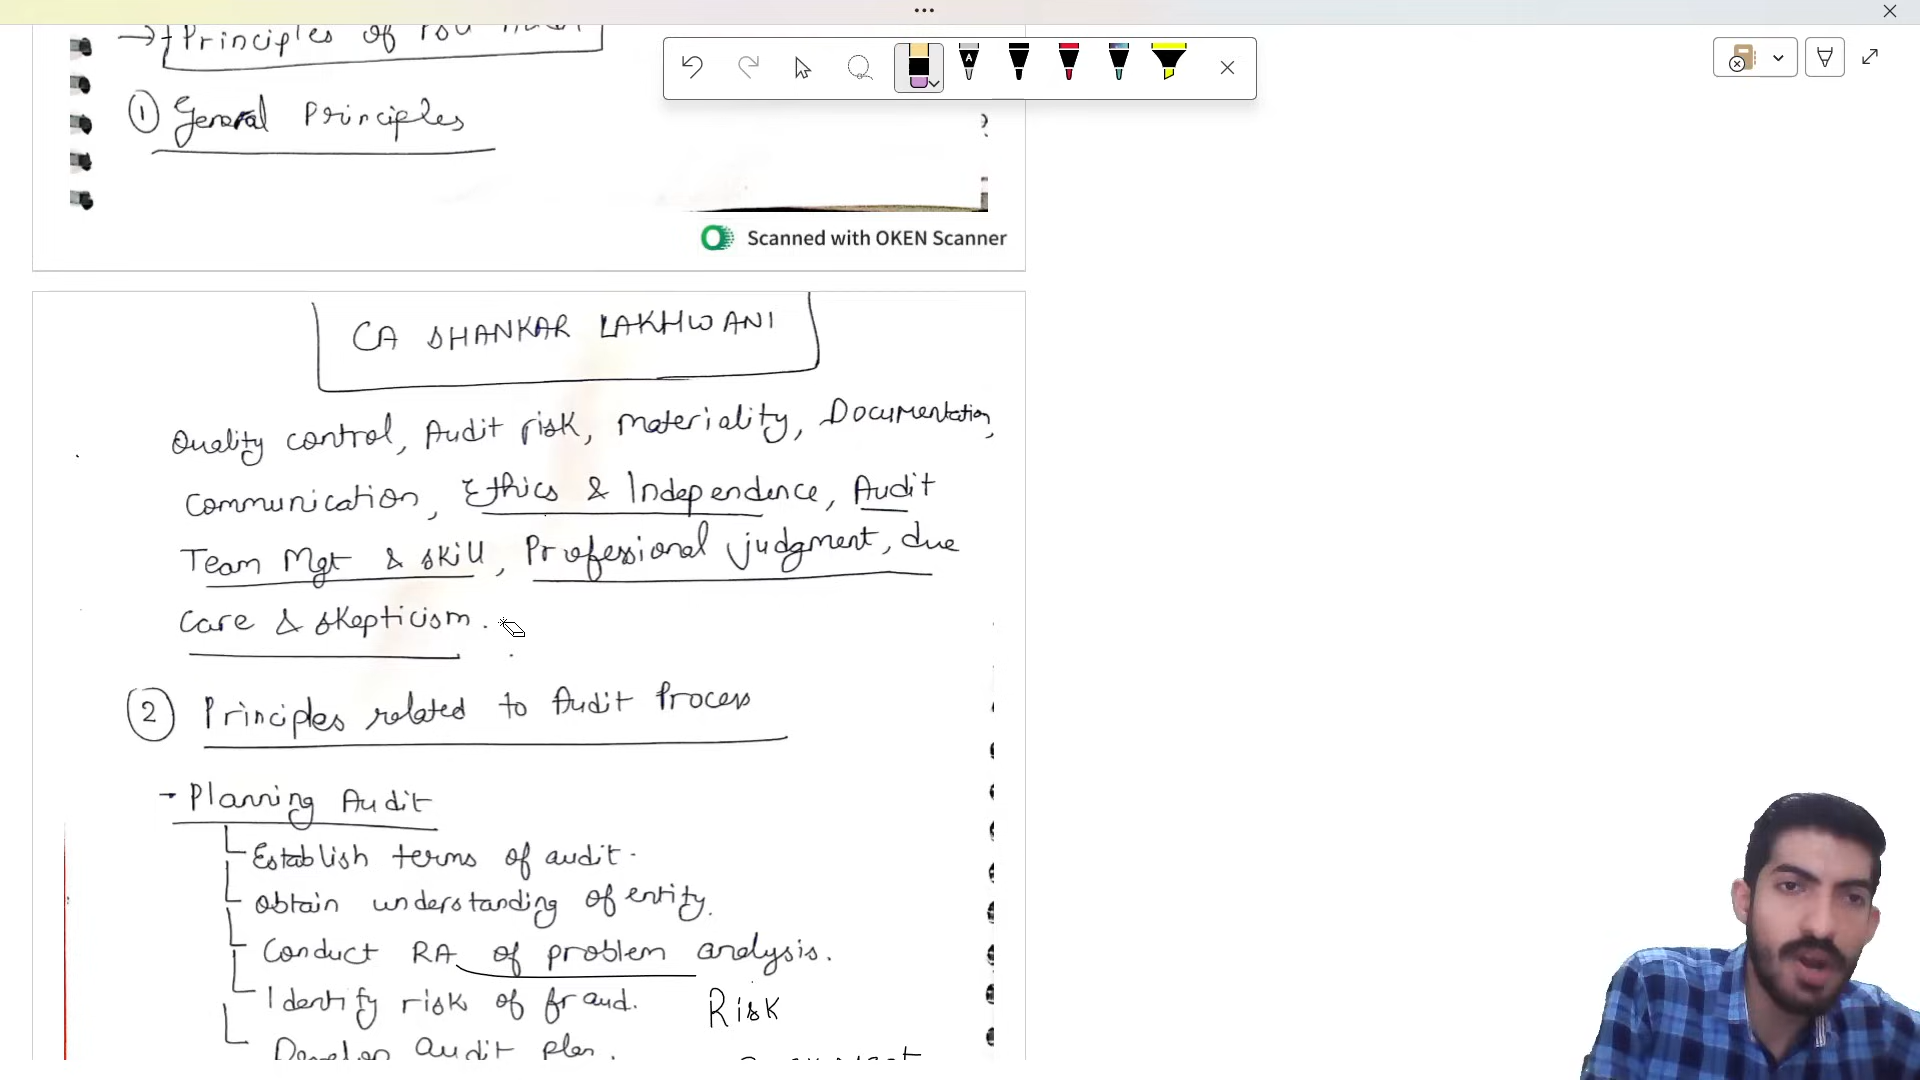 → Principles of PSU Audit
① General Principles
Scanned with OKEN Scanner
CA SHANKAR LAKHWANI
Quality control, Audit risk, Materiality, Documentation,
Communication, Ethics & Independence, Audit
Team Mgt & skill, Professional judgment, due
care & skepticism.
② Principles related to Audit Process
- Planning Audit
Establish terms of audit.
Obtain understanding of entity.
Conduct RA of problem analysis.
Identify risk of fraud. Risk
Develop audit plan.